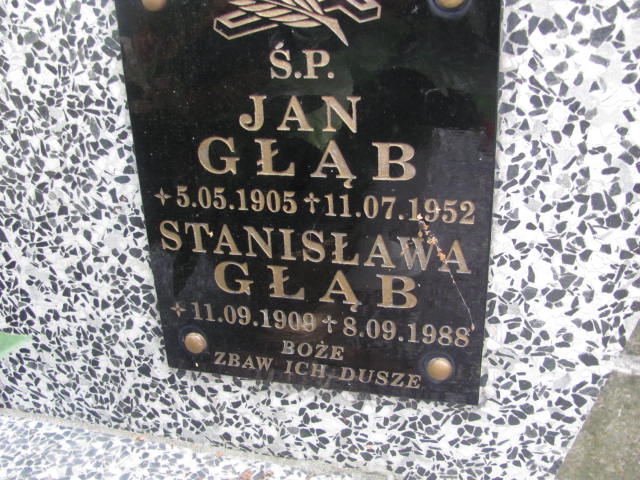 Ś.P.
JAN
GŁĄB
✦ 5.05.1905 ✝ 11.07.1952
STANISŁAWA
GŁĄB
✦ 11.09.1909 ✝ 8.09.1988
BOŻE
ZBAW ICH DUSZE